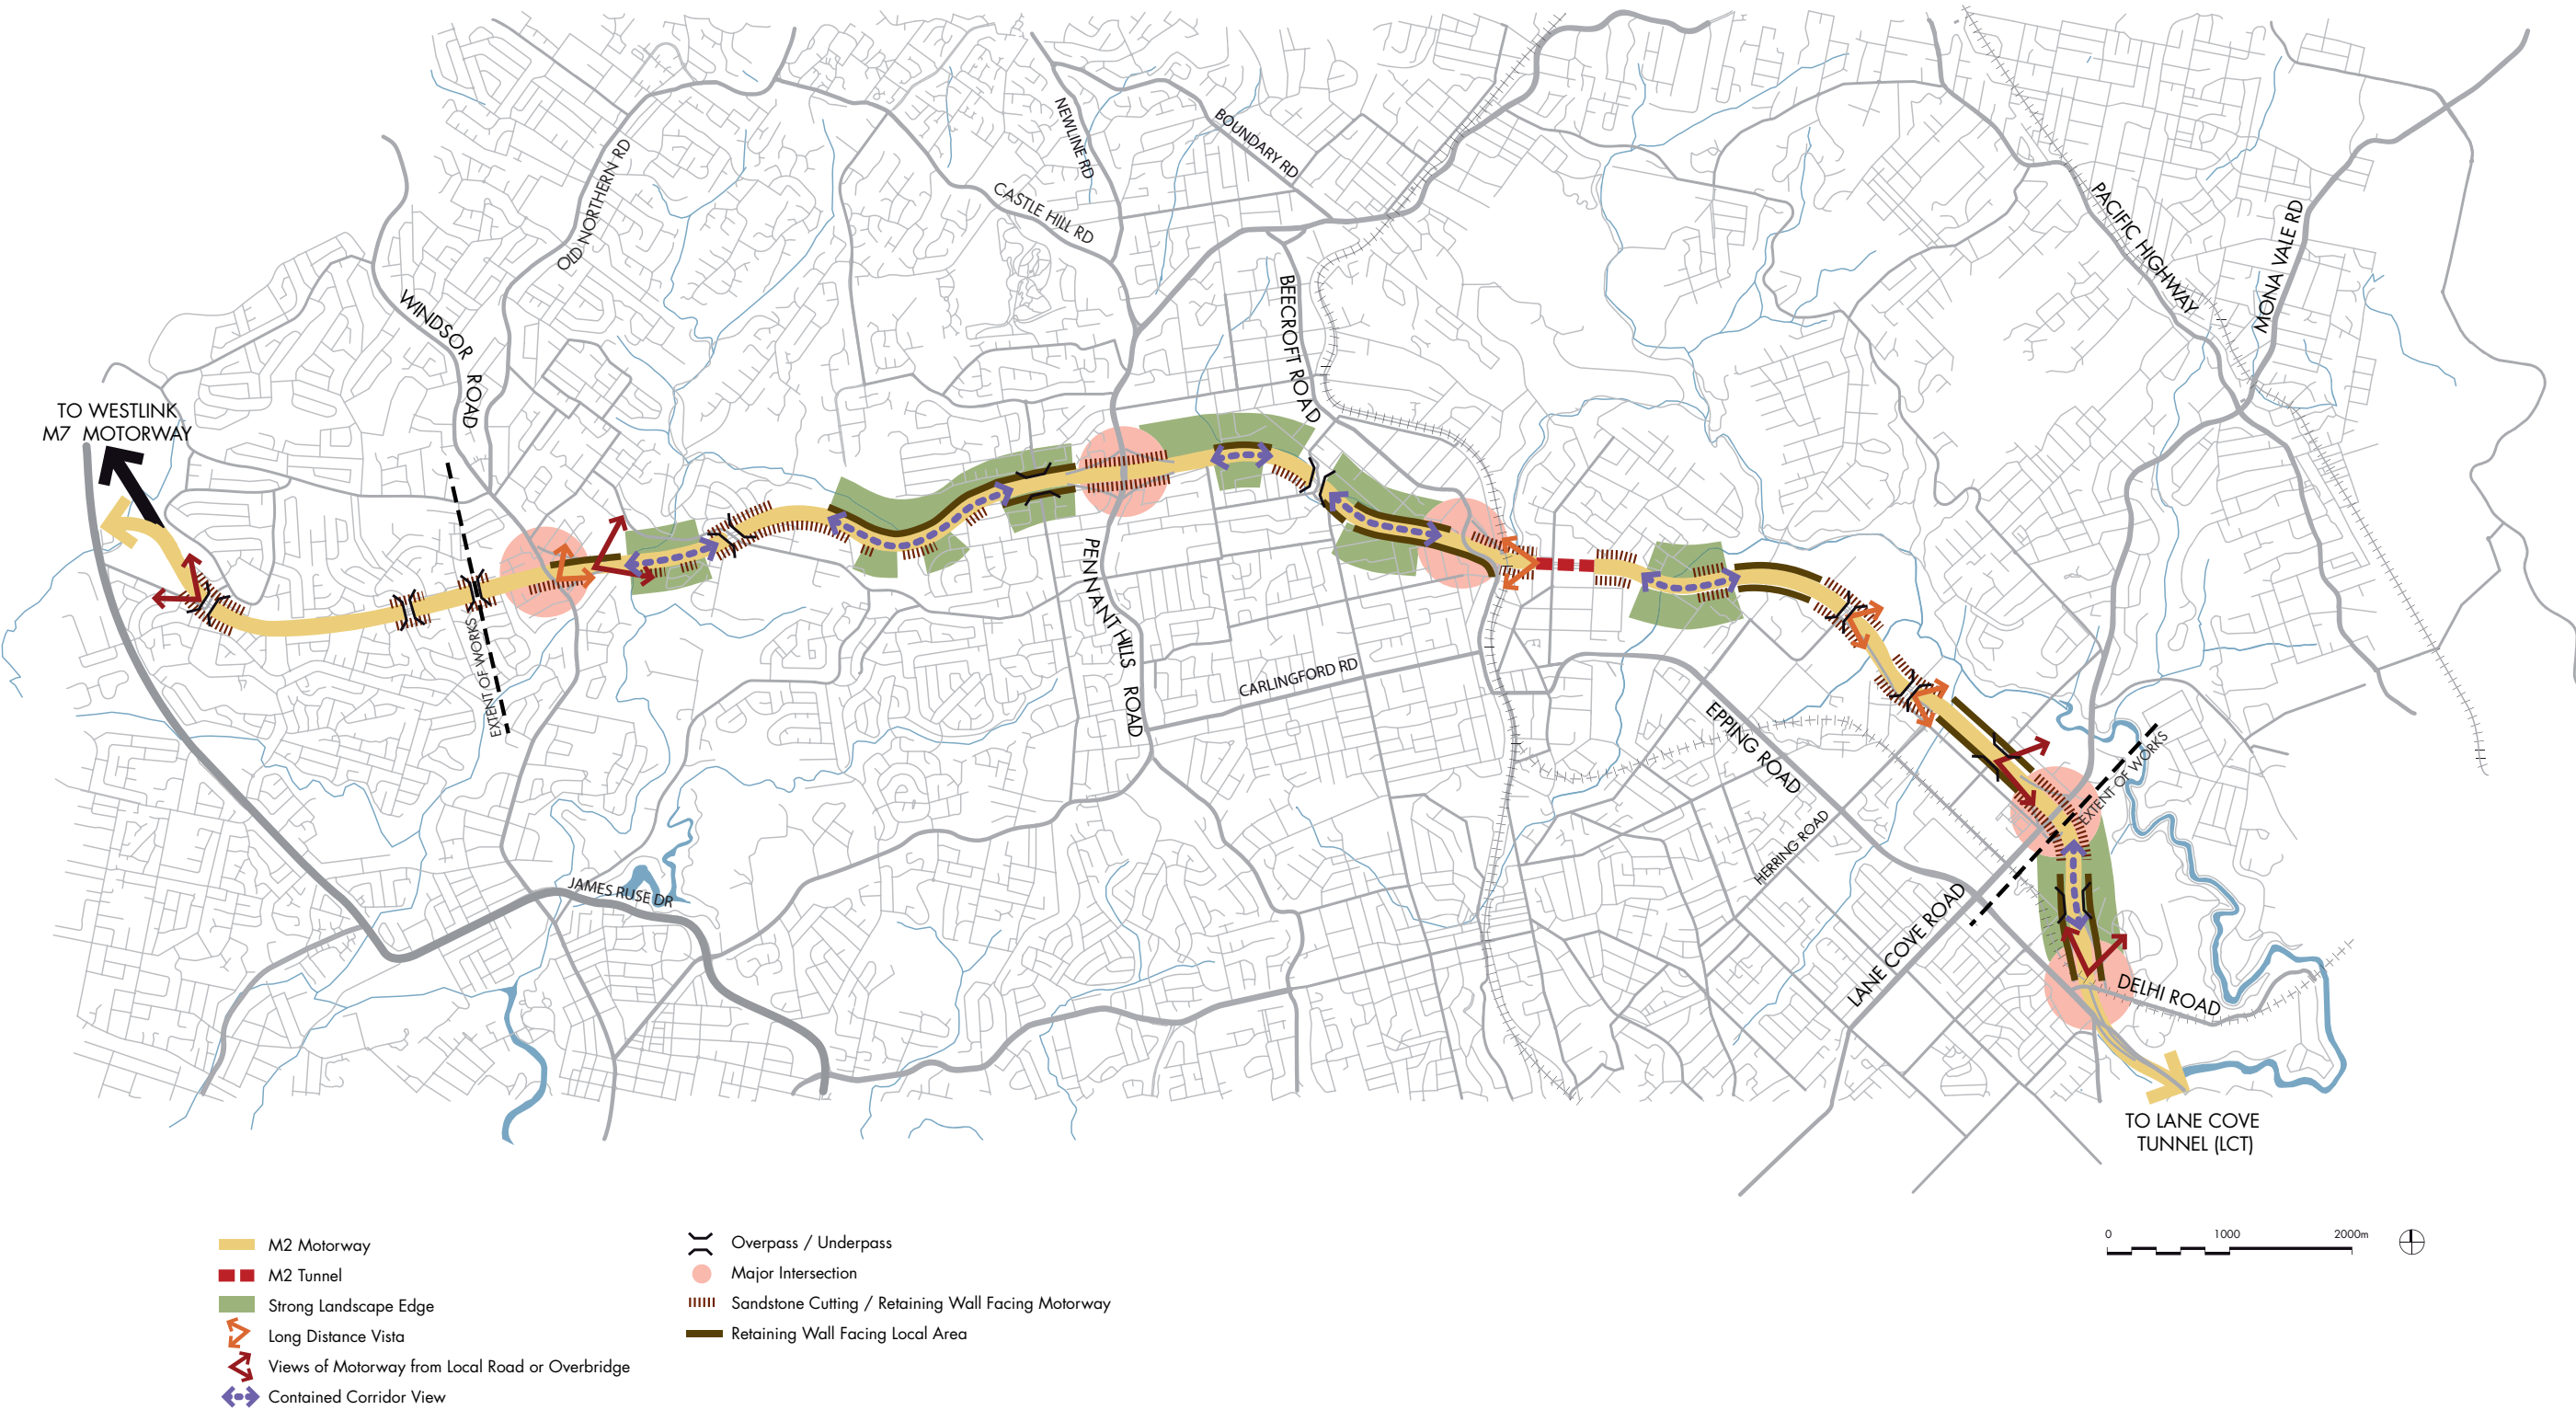 NEWLINE RD
BOUNDARY RD
OLD NORTHERN RD
CASTLE HILL RD
PACIFIC HIGHWAY
MONA VALE RD
WINDSOR ROAD
BEECROFT ROAD
TO WESTLINK
M7 MOTORWAY
EXTENT OF WORKS
PENNANT HILLS ROAD
CARLINGFORD RD
EPPING ROAD
HERRING ROAD
EXTENT OF WORKS
JAMES RUSE DR
LANE COVE ROAD
DELHI ROAD
TO LANE COVE
TUNNEL (LCT)
M2 Motorway
M2 Tunnel
Strong Landscape Edge
Long Distance Vista
Views of Motorway from Local Road or Overbridge
Contained Corridor View
Overpass / Underpass
Major Intersection
Sandstone Cutting / Retaining Wall Facing Motorway
Retaining Wall Facing Local Area
0 1000 2000m